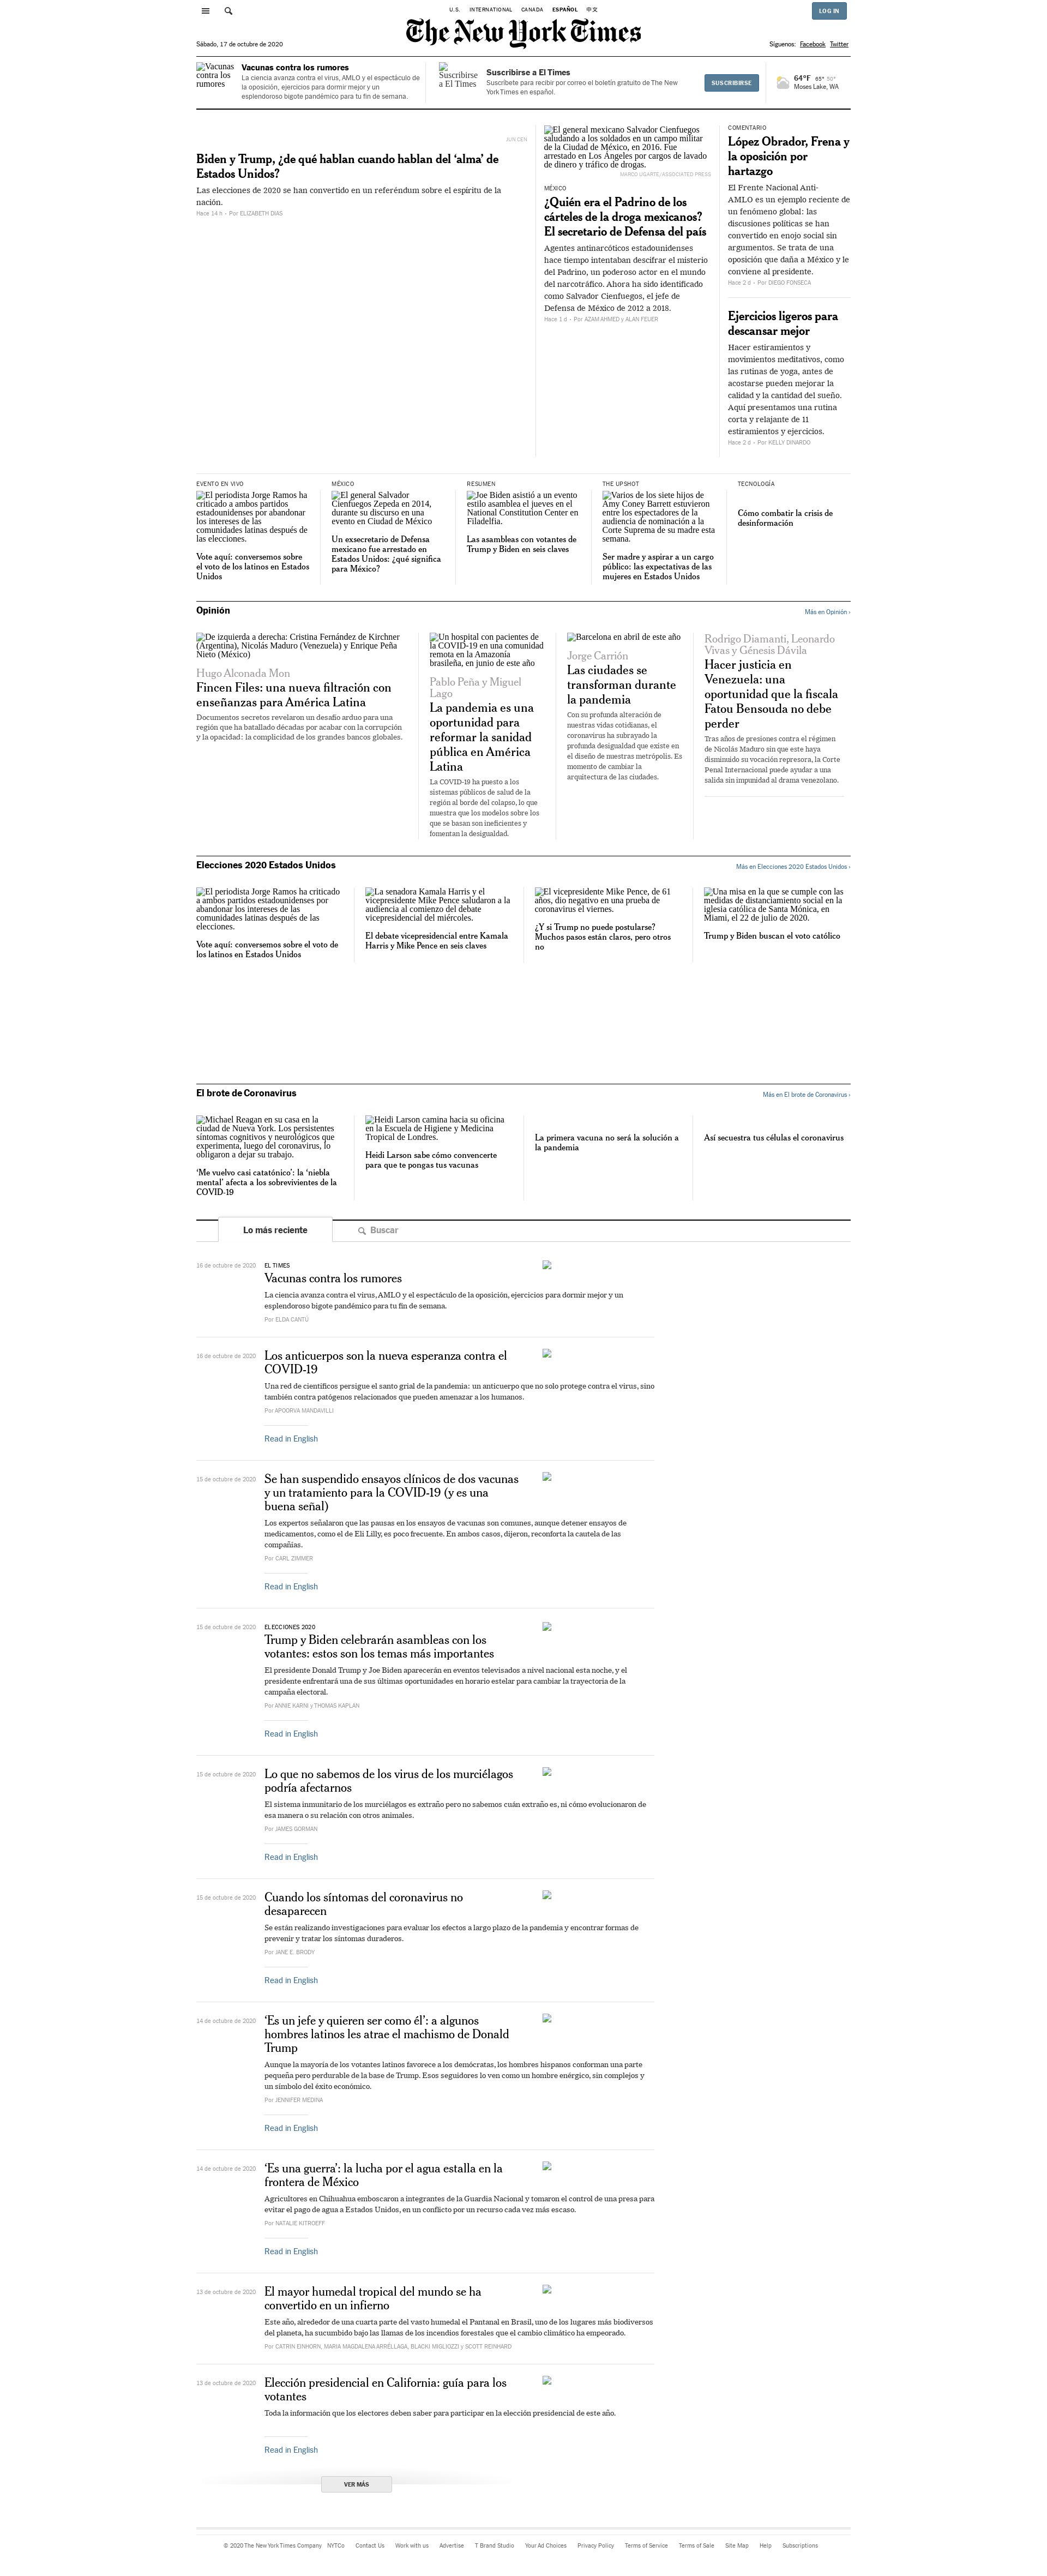 U.S. INTERNATIONAL CANADA ESPAÑOL 中文
LOG IN
The New York Times
Sábado, 17 de octubre de 2020
Síguenos: Facebook Twitter
Vacunas contra los rumores
Vacunas contra los rumores
La ciencia avanza contra el virus, AMLO y el espectáculo de
la oposición, ejercicios para dormir mejor y un
esplendoroso bigote pandémico para tu fin de semana.
Suscribirse a El Times
Suscribirse a El Times
Suscríbete para recibir por correo el boletín gratuito de The New
York Times en español.
SUSCRIBIRSE
64°F 65° 50°
Moses Lake, WA
JUN CEN
Biden y Trump, ¿de qué hablan cuando hablan del ‘alma’ de
Estados Unidos?
Las elecciones de 2020 se han convertido en un referéndum sobre el espíritu de la
nación.
Hace 14 h - Por ELIZABETH DIAS
El general mexicano Salvador Cienfuegos
saludando a los soldados en un campo militar
de la Ciudad de México, en 2016. Fue
arrestado en Los Ángeles por cargos de lavado
de dinero y tráfico de drogas.
MARCO UGARTE/ASSOCIATED PRESS
MÉXICO
¿Quién era el Padrino de los
cárteles de la droga mexicanos?
El secretario de Defensa del país
Agentes antinarcóticos estadounidenses
hace tiempo intentaban descifrar el misterio
del Padrino, un poderoso actor en el mundo
del narcotráfico. Ahora ha sido identificado
como Salvador Cienfuegos, el jefe de
Defensa de México de 2012 a 2018.
Hace 1 d - Por AZAM AHMED y ALAN FEUER
COMENTARIO
López Obrador, Frena y
la oposición por
hartazgo
El Frente Nacional Anti-
AMLO es un ejemplo reciente de
un fenómeno global: las
discusiones políticas se han
convertido en enojo social sin
argumentos. Se trata de una
oposición que daña a México y le
conviene al presidente.
Hace 2 d - Por DIEGO FONSECA
Ejercicios ligeros para
descansar mejor
Hacer estiramientos y
movimientos meditativos, como
las rutinas de yoga, antes de
acostarse pueden mejorar la
calidad y la cantidad del sueño.
Aquí presentamos una rutina
corta y relajante de 11
estiramientos y ejercicios.
Hace 2 d - Por KELLY DINARDO
EVENTO EN VIVO
El periodista Jorge Ramos ha
criticado a ambos partidos
estadounidenses por abandonar
los intereses de las
comunidades latinas después de
las elecciones.
Vote aquí: conversemos sobre
el voto de los latinos en Estados
Unidos
MÉXICO
El general Salvador
Cienfuegos Zepeda en 2014,
durante su discurso en una
evento en Ciudad de México
Un exsecretario de Defensa
mexicano fue arrestado en
Estados Unidos: ¿qué significa
para México?
RESUMEN
Joe Biden asistió a un evento
estilo asamblea el jueves en el
National Constitution Center en
Filadelfia.
Las asambleas con votantes de
Trump y Biden en seis claves
THE UPSHOT
Varios de los siete hijos de
Amy Coney Barrett estuvieron
entre los espectadores de la
audiencia de nominación a la
Corte Suprema de su madre esta
semana.
Ser madre y aspirar a un cargo
público: las expectativas de las
mujeres en Estados Unidos
TECNOLOGÍA
Cómo combatir la crisis de
desinformación
Opinión
Más en Opinión ›
De izquierda a derecha: Cristina Fernández de Kirchner
(Argentina), Nicolás Maduro (Venezuela) y Enrique Peña
Nieto (México)
Hugo Alconada Mon
Fincen Files: una nueva filtración con
enseñanzas para América Latina
Documentos secretos revelaron un desafío arduo para una
región que ha batallado décadas por acabar con la corrupción
y la opacidad: la complicidad de los grandes bancos globales.
Un hospital con pacientes de
la COVID-19 en una comunidad
remota en la Amazonía
brasileña, en junio de este año
Pablo Peña y Miguel
Lago
La pandemia es una
oportunidad para
reformar la sanidad
pública en América
Latina
La COVID-19 ha puesto a los
sistemas públicos de salud de la
región al borde del colapso, lo que
muestra que los modelos sobre los
que se basan son ineficientes y
fomentan la desigualdad.
Barcelona en abril de este año
Jorge Carrión
Las ciudades se
transforman durante
la pandemia
Con su profunda alteración de
nuestras vidas cotidianas, el
coronavirus ha subrayado la
profunda desigualdad que existe en
el diseño de nuestras metrópolis. Es
momento de cambiar la
arquitectura de las ciudades.
Rodrigo Diamanti, Leonardo
Vivas y Génesis Dávila
Hacer justicia en
Venezuela: una
oportunidad que la fiscala
Fatou Bensouda no debe
perder
Tras años de presiones contra el régimen
de Nicolás Maduro sin que este haya
disminuido su vocación represora, la Corte
Penal Internacional puede ayudar a una
salida sin impunidad al drama venezolano.
Elecciones 2020 Estados Unidos
Más en Elecciones 2020 Estados Unidos ›
El periodista Jorge Ramos ha criticado
a ambos partidos estadounidenses por
abandonar los intereses de las
comunidades latinas después de las
elecciones.
Vote aquí: conversemos sobre el voto de
los latinos en Estados Unidos
La senadora Kamala Harris y el
vicepresidente Mike Pence saludaron a la
audiencia al comienzo del debate
vicepresidencial del miércoles.
El debate vicepresidencial entre Kamala
Harris y Mike Pence en seis claves
El vicepresidente Mike Pence, de 61
años, dio negativo en una prueba de
coronavirus el viernes.
¿Y si Trump no puede postularse?
Muchos pasos están claros, pero otros
no
Una misa en la que se cumple con las
medidas de distanciamiento social en la
iglesia católica de Santa Mónica, en
Miami, el 22 de julio de 2020.
Trump y Biden buscan el voto católico
El brote de Coronavirus
Más en El brote de Coronavirus ›
Michael Reagan en su casa en la
ciudad de Nueva York. Los persistentes
síntomas cognitivos y neurológicos que
experimenta, luego del coronavirus, lo
obligaron a dejar su trabajo.
‘Me vuelvo casi catatónico’: la ‘niebla
mental’ afecta a los sobrevivientes de la
COVID-19
Heidi Larson camina hacia su oficina
en la Escuela de Higiene y Medicina
Tropical de Londres.
Heidi Larson sabe cómo convencerte
para que te pongas tus vacunas
La primera vacuna no será la solución a
la pandemia
Así secuestra tus células el coronavirus
Lo más reciente
Buscar
16 de octubre de 2020
EL TIMES
Vacunas contra los rumores
La ciencia avanza contra el virus, AMLO y el espectáculo de la oposición, ejercicios para dormir mejor y un
esplendoroso bigote pandémico para tu fin de semana.
Por ELDA CANTÚ
16 de octubre de 2020
Los anticuerpos son la nueva esperanza contra el
COVID-19
Una red de científicos persigue el santo grial de la pandemia: un anticuerpo que no solo protege contra el virus, sino
también contra patógenos relacionados que pueden amenazar a los humanos.
Por APOORVA MANDAVILLI
Read in English
15 de octubre de 2020
Se han suspendido ensayos clínicos de dos vacunas
y un tratamiento para la COVID-19 (y es una
buena señal)
Los expertos señalaron que las pausas en los ensayos de vacunas son comunes, aunque detener ensayos de
medicamentos, como el de Eli Lilly, es poco frecuente. En ambos casos, dijeron, reconforta la cautela de las
compañías.
Por CARL ZIMMER
Read in English
15 de octubre de 2020
ELECCIONES 2020
Trump y Biden celebrarán asambleas con los
votantes: estos son los temas más importantes
El presidente Donald Trump y Joe Biden aparecerán en eventos televisados a nivel nacional esta noche, y el
presidente enfrentará una de sus últimas oportunidades en horario estelar para cambiar la trayectoria de la
campaña electoral.
Por ANNIE KARNI y THOMAS KAPLAN
Read in English
15 de octubre de 2020
Lo que no sabemos de los virus de los murciélagos
podría afectarnos
El sistema inmunitario de los murciélagos es extraño pero no sabemos cuán extraño es, ni cómo evolucionaron de
esa manera o su relación con otros animales.
Por JAMES GORMAN
Read in English
15 de octubre de 2020
Cuando los síntomas del coronavirus no
desaparecen
Se están realizando investigaciones para evaluar los efectos a largo plazo de la pandemia y encontrar formas de
prevenir y tratar los síntomas duraderos.
Por JANE E. BRODY
Read in English
14 de octubre de 2020
‘Es un jefe y quieren ser como él’: a algunos
hombres latinos les atrae el machismo de Donald
Trump
Aunque la mayoría de los votantes latinos favorece a los demócratas, los hombres hispanos conforman una parte
pequeña pero perdurable de la base de Trump. Esos seguidores lo ven como un hombre enérgico, sin complejos y
un símbolo del éxito económico.
Por JENNIFER MEDINA
Read in English
14 de octubre de 2020
‘Es una guerra’: la lucha por el agua estalla en la
frontera de México
Agricultores en Chihuahua emboscaron a integrantes de la Guardia Nacional y tomaron el control de una presa para
evitar el pago de agua a Estados Unidos, en un conflicto por un recurso cada vez más escaso.
Por NATALIE KITROEFF
Read in English
13 de octubre de 2020
El mayor humedal tropical del mundo se ha
convertido en un infierno
Este año, alrededor de una cuarta parte del vasto humedal el Pantanal en Brasil, uno de los lugares más biodiversos
del planeta, ha sucumbido bajo las llamas de los incendios forestales que el cambio climático ha empeorado.
Por CATRIN EINHORN, MARIA MAGDALENA ARRÉLLAGA, BLACKI MIGLIOZZI y SCOTT REINHARD
13 de octubre de 2020
Elección presidencial en California: guía para los
votantes
Toda la información que los electores deben saber para participar en la elección presidencial de este año.
Read in English
VER MÁS
© 2020 The New York Times Company NYTCo Contact Us Work with us Advertise T Brand Studio Your Ad Choices Privacy Policy Terms of Service Terms of Sale Site Map Help Subscriptions